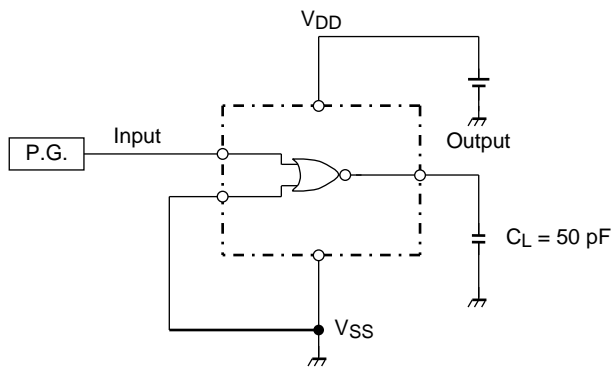 VDD
P.G.
Input
Output
CL = 50 pF
VSS